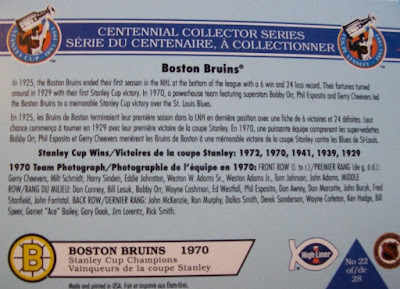 CENTENNIAL COLLECTOR SERIES
SÉRIE DU CENTENAIRE, À COLLECTIONNER
Boston Bruins®
In 1925, the Boston Bruins ended their first season in the NHL at the bottom of the league with a 6 win and 24 loss record. Their fortunes turned
around in 1929 with their first Stanley Cup victory. In 1970, a powerhouse team featuring superstars Bobby Orr, Phil Esposito and Gerry Cheevers led
the Boston Bruins to a memorable Stanley Cup victory over the St. Louis Blues.
En 1925, les Bruins de Boston terminaient leur première saison dans la LNH en dernière position avec une fiche de 6 victoires et 24 défaites. Leur
chance commença à tourner en 1929 avec leur première victoire de la coupe Stanley. En 1970, une puissante équipe comprenant les supervedettes
Bobby Orr, Phil Esposito et Gerry Cheevers menèrent les Bruins de Boston à une mémorable victoire de la coupe Stanley contre les Blues de St-Louis.
Stanley Cup Wins/Victoires de la coupe Stanley: 1972, 1970, 1941, 1939, 1929
1970 Team Photograph/Photographie de l'équipe en 1970: FRONT ROW (L. to r.)/PREMIER RANG (de g. à d.):
Gerry Cheevers, Milt Schmidt, Harry Sinden, Eddie Johnston, Weston W. Adams Sr., Weston Adams Jr., Tom Johnson, John Adams. MIDDLE
ROW/RANG DU MILIEU: Dan Canney, Bill Lesuk, Bobby Orr, Wayne Cashman, Ed Westfall, Phil Esposito, Don Awrey, Don Marcotte, John Bucyk, Fred
Stanfield, John Forristal. BACK ROW/DERNIER RANG: John McKenzie, Ron Murphy, Dallas Smith, Derek Sanderson, Wayne Carleton, Ken Hodge, Bill
Speer, Garnet "Ace" Bailey, Gary Doak, Jim Lorentz, Rick Smith.
B
BOSTON BRUINS 1970
Stanley Cup Champions
Vainqueurs de la coupe Stanley
High Liner
No 22
of/de
28
NHL
Made and printed in USA. Fait et imprimé aux États-Unis.